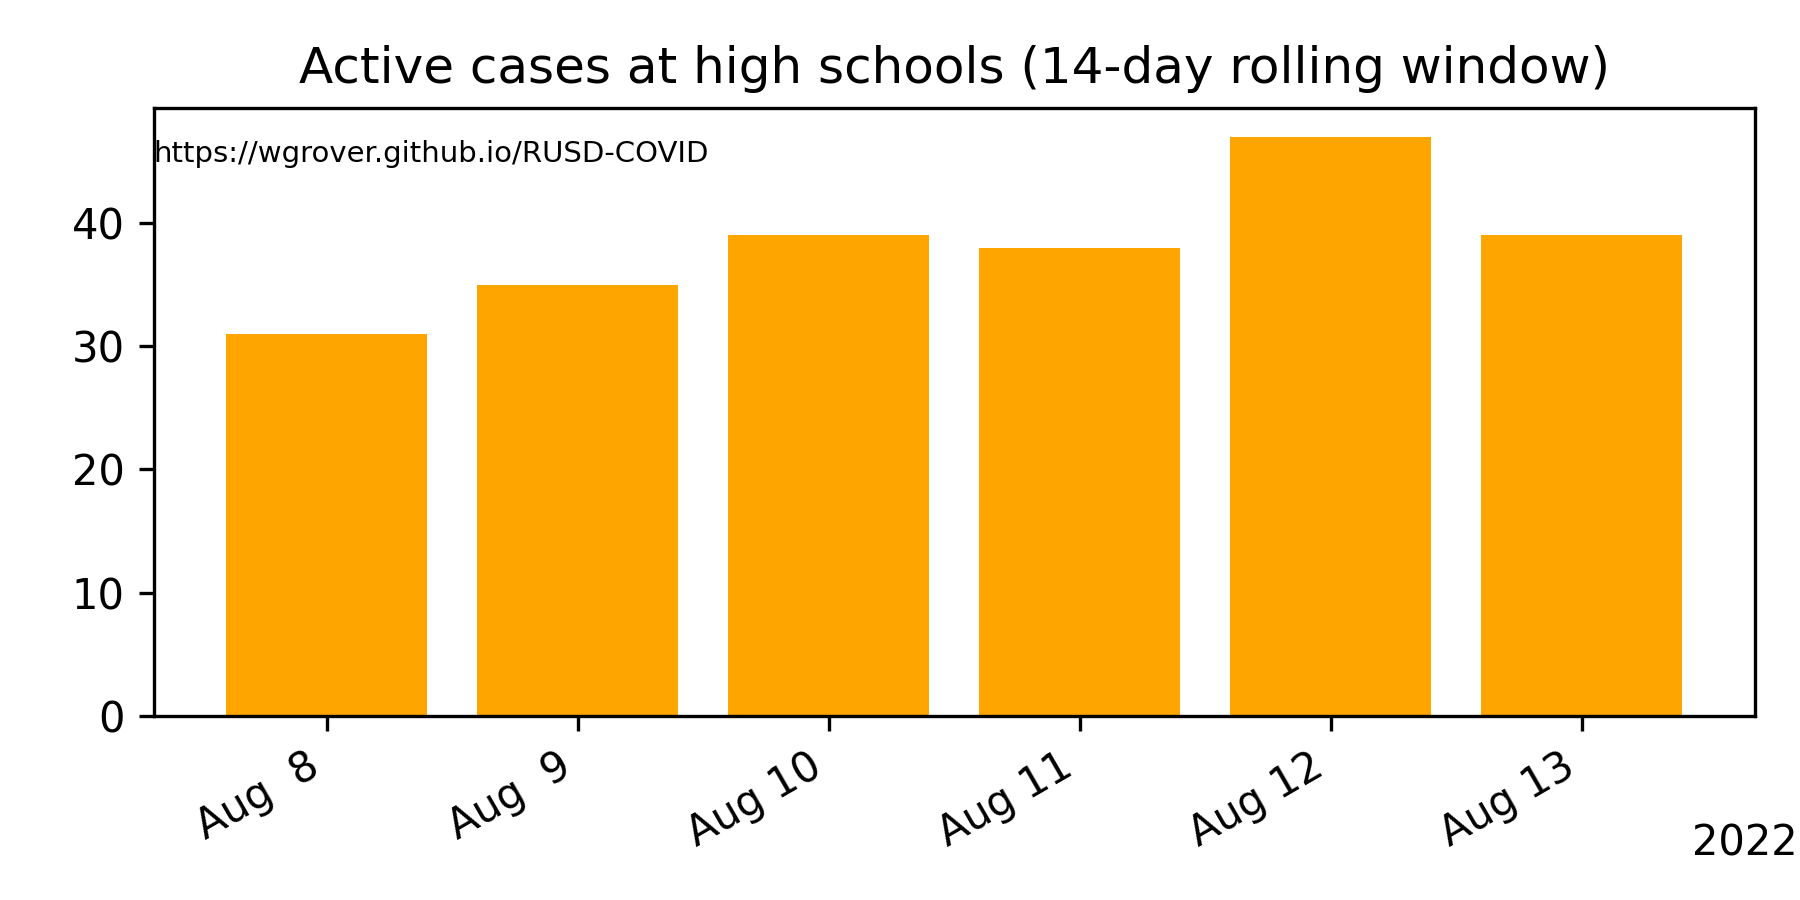 Active cases at high schools (14-day rolling window)
https://wgrover.github.io/RUSD-COVID
40
30
20
10
0
Aug 8
Aug 9
Aug 10
Aug 11
Aug 12
Aug 13
2022